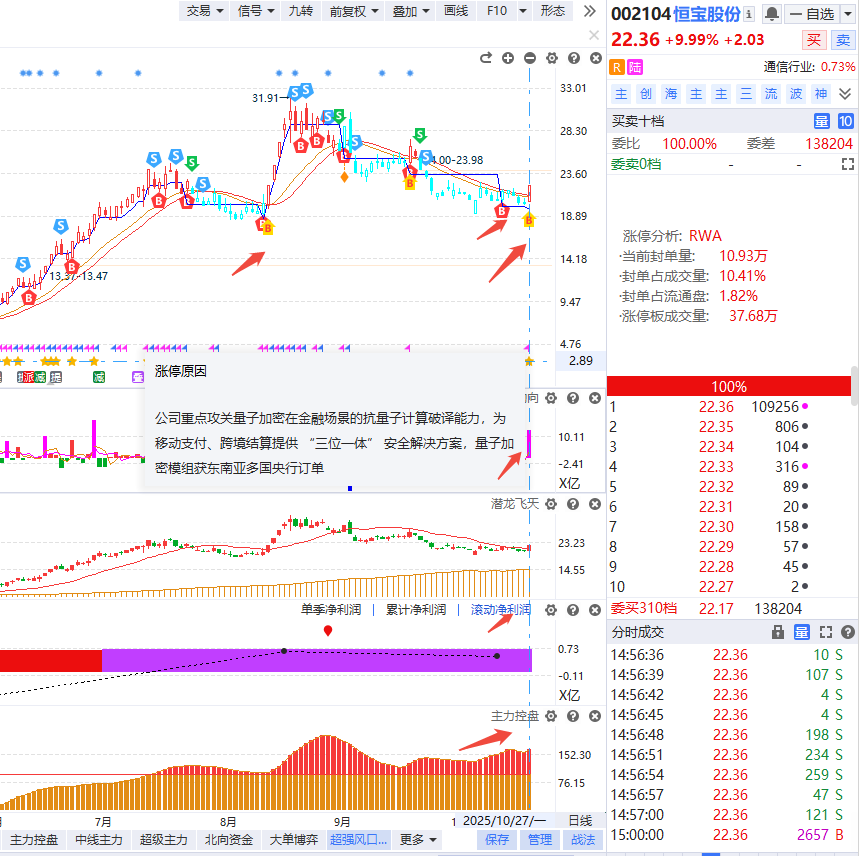 交易 信号 九转 前复权 叠加 画线 F10 形态
31.91
33.01
28.30
23.60
18.89
14.18
9.47
4.76
2.89
4.00-23.98
13.37-13.47
涨停原因
公司重点攻关量子加密在金融场景的抗量子计算破译能力，为
移动支付、跨境结算提供 “三位一体” 安全解决方案，量子加
密模组获东南亚多国央行订单
向
10.11
-2.41
X亿
潜龙飞天
23.23
14.55
单季净利润 | 累计净利润 | 滚动净利润
0.73
-0.11
X亿
主力控盘
152.30
76.15
7月 8月 9月 1 2025/10/27/一 日线
主力控盘 中线主力 超级主力 北向资金 大单博弈 超强风口... 更多 保存 管理 战法
002104 恒宝股份 自选
22.36 +9.99% +2.03 买 卖
R 陆 通信行业: 0.73%
主 创 海 主 主 三 流 波 神
买卖十档 量 10
委比 100.00% 委差 138204
委卖0档 - -
涨停分析: RWA
·当前封单量: 10.93万
·封单占成交量: 10.41%
·封单占流通盘: 1.82%
·涨停板成交量: 37.68万
100%
1 22.36 109256
2 22.35 806
3 22.34 104
4 22.33 316
5 22.32 89
6 22.31 20
7 22.30 158
8 22.29 57
9 22.28 45
10 22.27 2
委买310档 22.17 138204
分时成交 量
14:56:36 22.36 10 S
14:56:39 22.36 107 S
14:56:42 22.36 4 S
14:56:45 22.36 4 S
14:56:48 22.36 198 S
14:56:51 22.36 234 S
14:56:54 22.36 259 S
14:56:57 22.36 47 S
14:57:00 22.36 121 S
15:00:00 22.36 2657 B